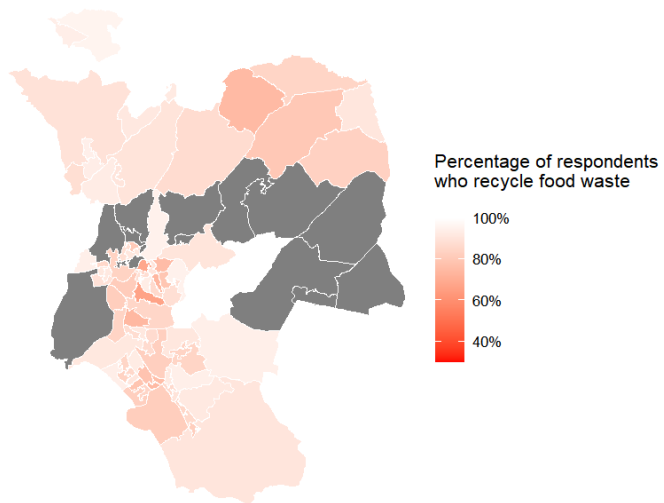 Percentage of respondents
who recycle food waste
100%
80%
60%
40%